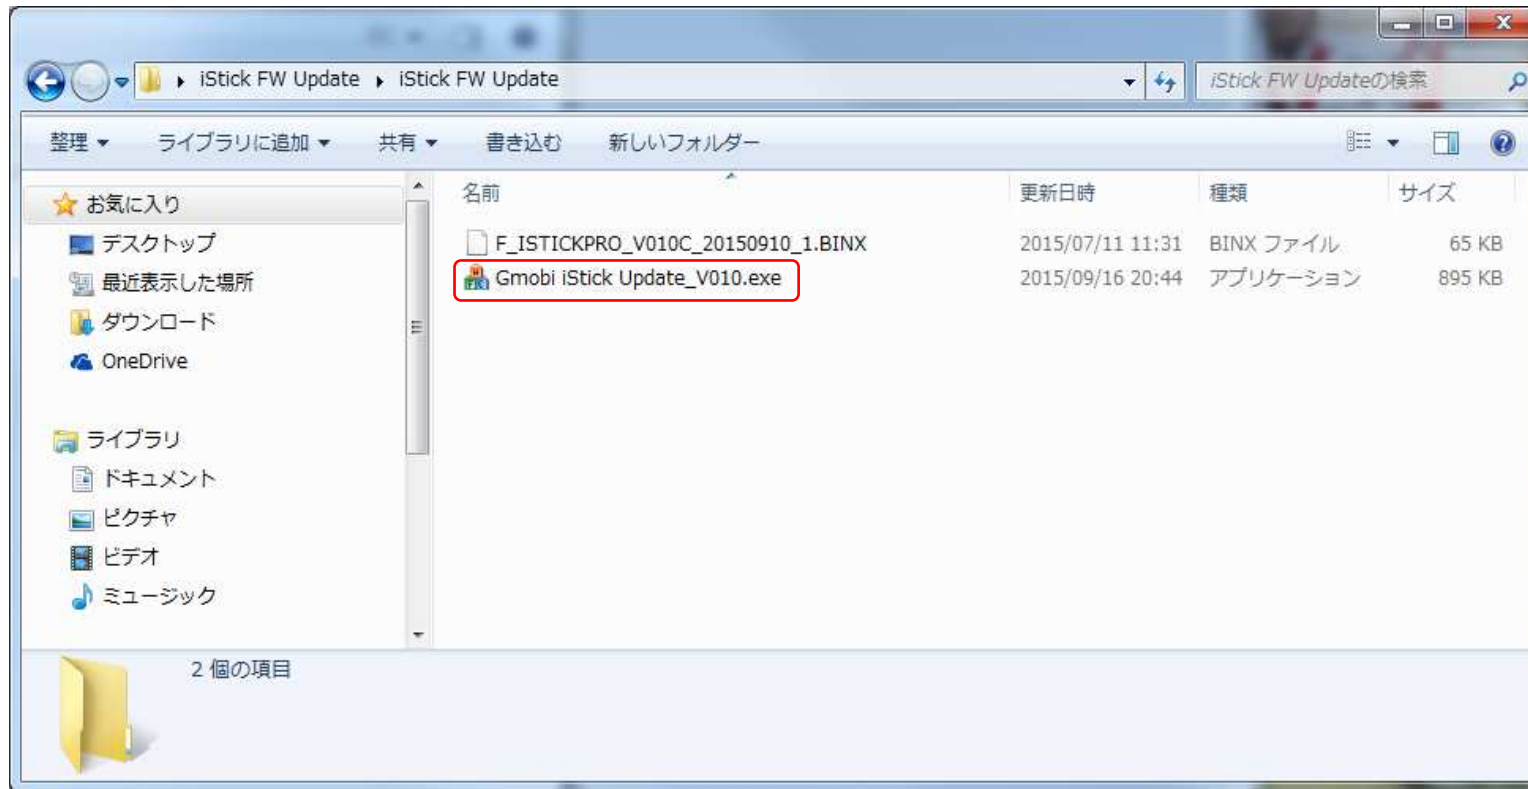 iStick FW Update iStick FW Update
iStick FW Updateの検索
整理 ライブラリに追加 共有 書き込む 新しいフォルダー
お気に入り
デスクトップ
最近表示した場所
ダウンロード
OneDrive
ライブラリ
ドキュメント
ピクチャ
ビデオ
ミュージック
名前 更新日時 種類 サイズ
F_ISTICKPRO_V010C_20150910_1.BINX 2015/07/11 11:31 BINX ファイル 65 KB
Gmobi iStick Update_V010.exe 2015/09/16 20:44 アプリケーション 895 KB
2 個の項目